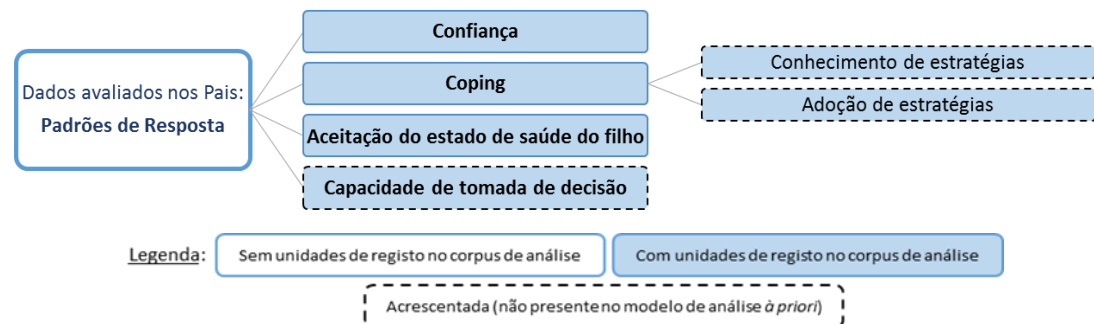 Dados avaliados nos Pais:
Padrões de Resposta
Confiança
Coping
Aceitação do estado de saúde do filho
Capacidade de tomada de decisão
Conhecimento de estratégias
Adoção de estratégias
Legenda:
Sem unidades de registo no corpus de análise
Com unidades de registo no corpus de análise
Acrescentada (não presente no modelo de análise à priori)